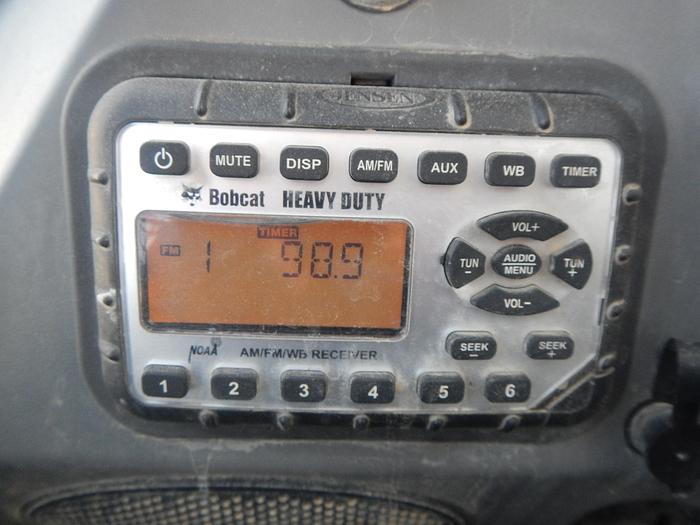 JENSEN
MUTE DISP AM/FM AUX WB TIMER
Bobcat HEAVY DUTY
TIMER
FM 1 98.9
VOL+
TUN - AUDIO MENU TUN +
VOL-
SEEK - SEEK +
NOAA AM/FM/WB RECEIVER
1 2 3 4 5 6